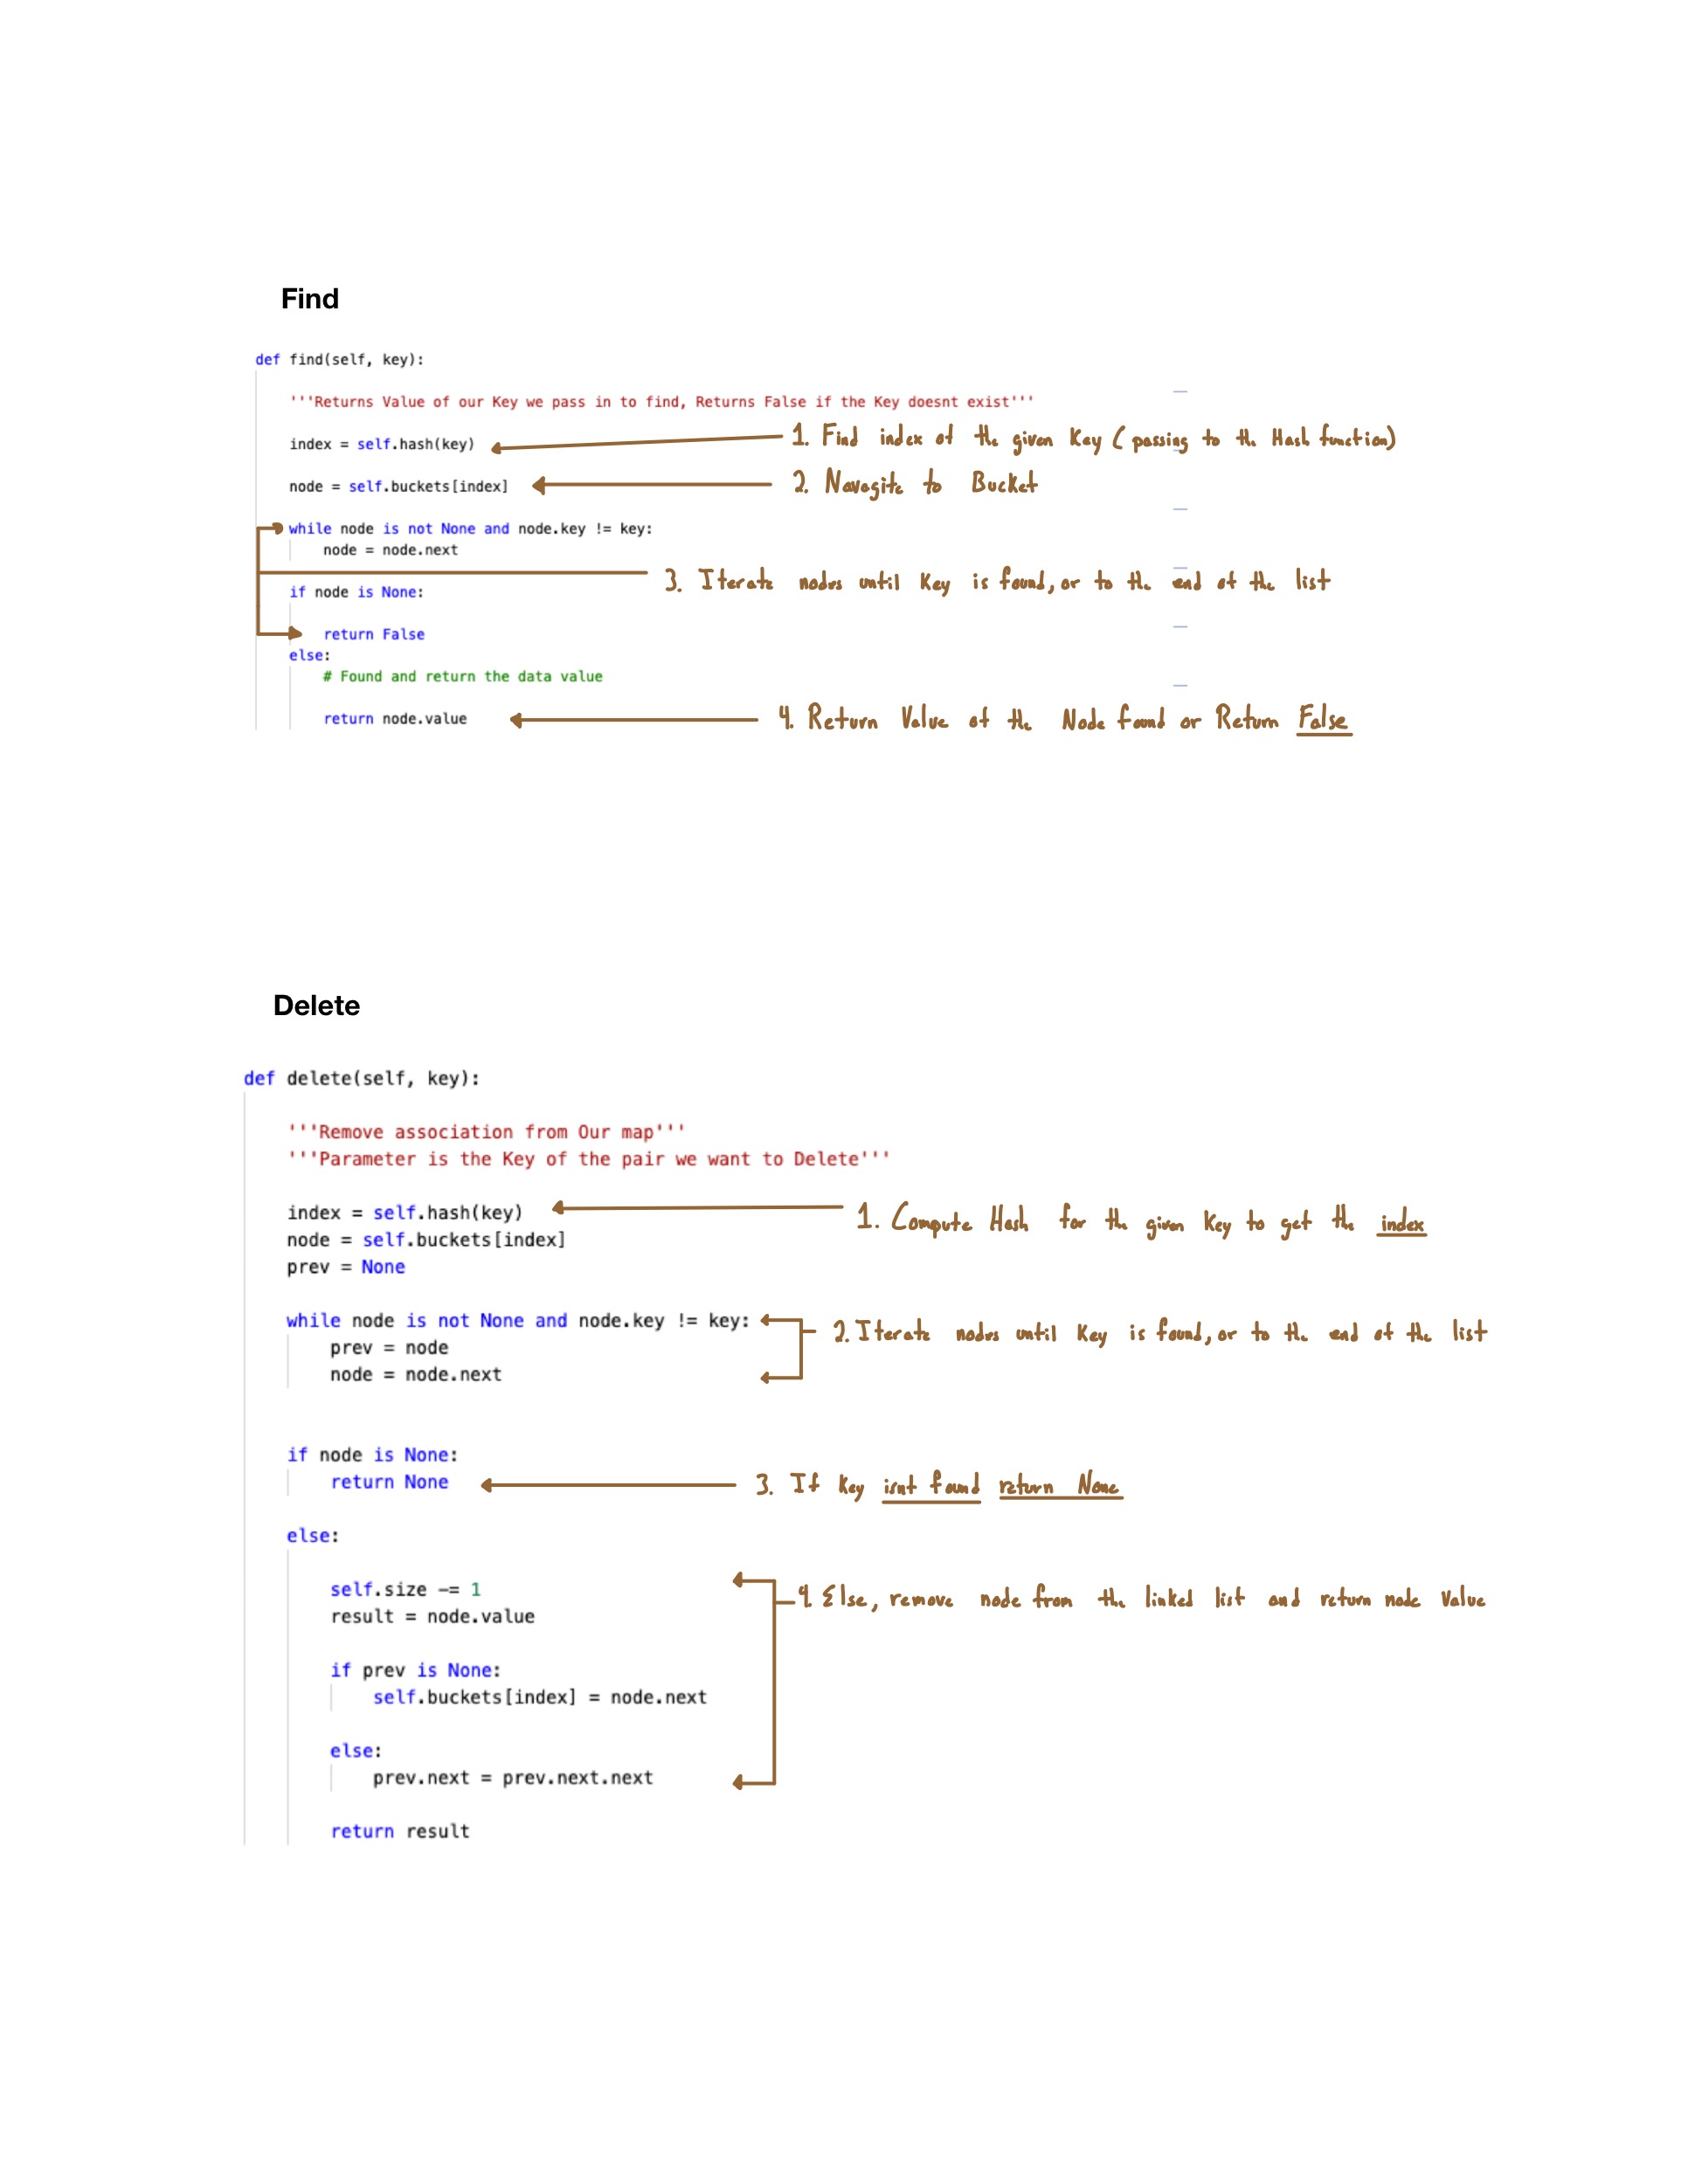 Find
def find(self, key):
'''Returns Value of our Key we pass in to find, Returns False if the Key doesnt exist'''
index = self.hash(key)
1. Find index of the given Key (passing to the Hash function)
node = self.buckets[index]
2. Navagite to Bucket
while node is not None and node.key != key:
node = node.next
3. Iterate nodes until Key is found, or to the end of the list
if node is None:
return False
else:
# Found and return the data value
return node.value
4. Return Value of the Node found or Return False
Delete
def delete(self, key):
'''Remove association from Our map'''
'''Parameter is the Key of the pair we want to Delete'''
index = self.hash(key)
1. Compute Hash for the given Key to get the index
node = self.buckets[index]
prev = None
while node is not None and node.key != key:
2. Iterate nodes until Key is found, or to the end of the list
prev = node
node = node.next
if node is None:
return None
3. If Key isnt found return None
else:
self.size -= 1
4. Else, remove node from the linked list and return node Value
result = node.value
if prev is None:
self.buckets[index] = node.next
else:
prev.next = prev.next.next
return result